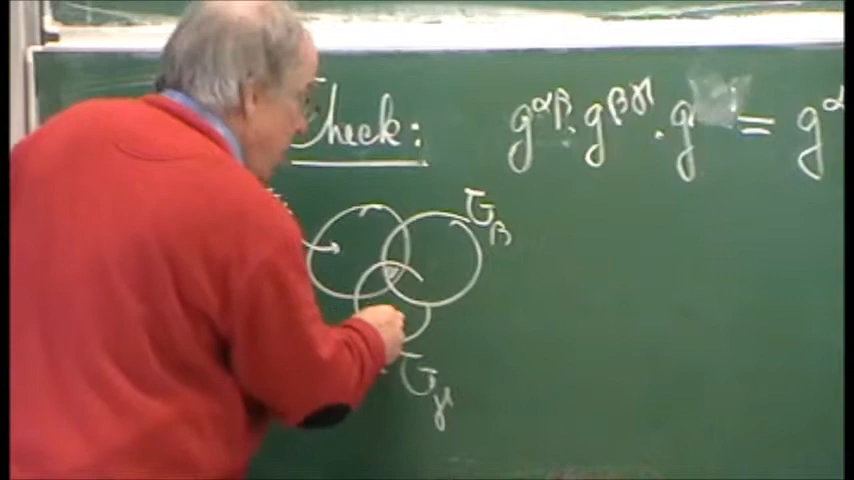 Check: g^{αβ} · g^{βγ} · g = g^{α
U_β
U_γ